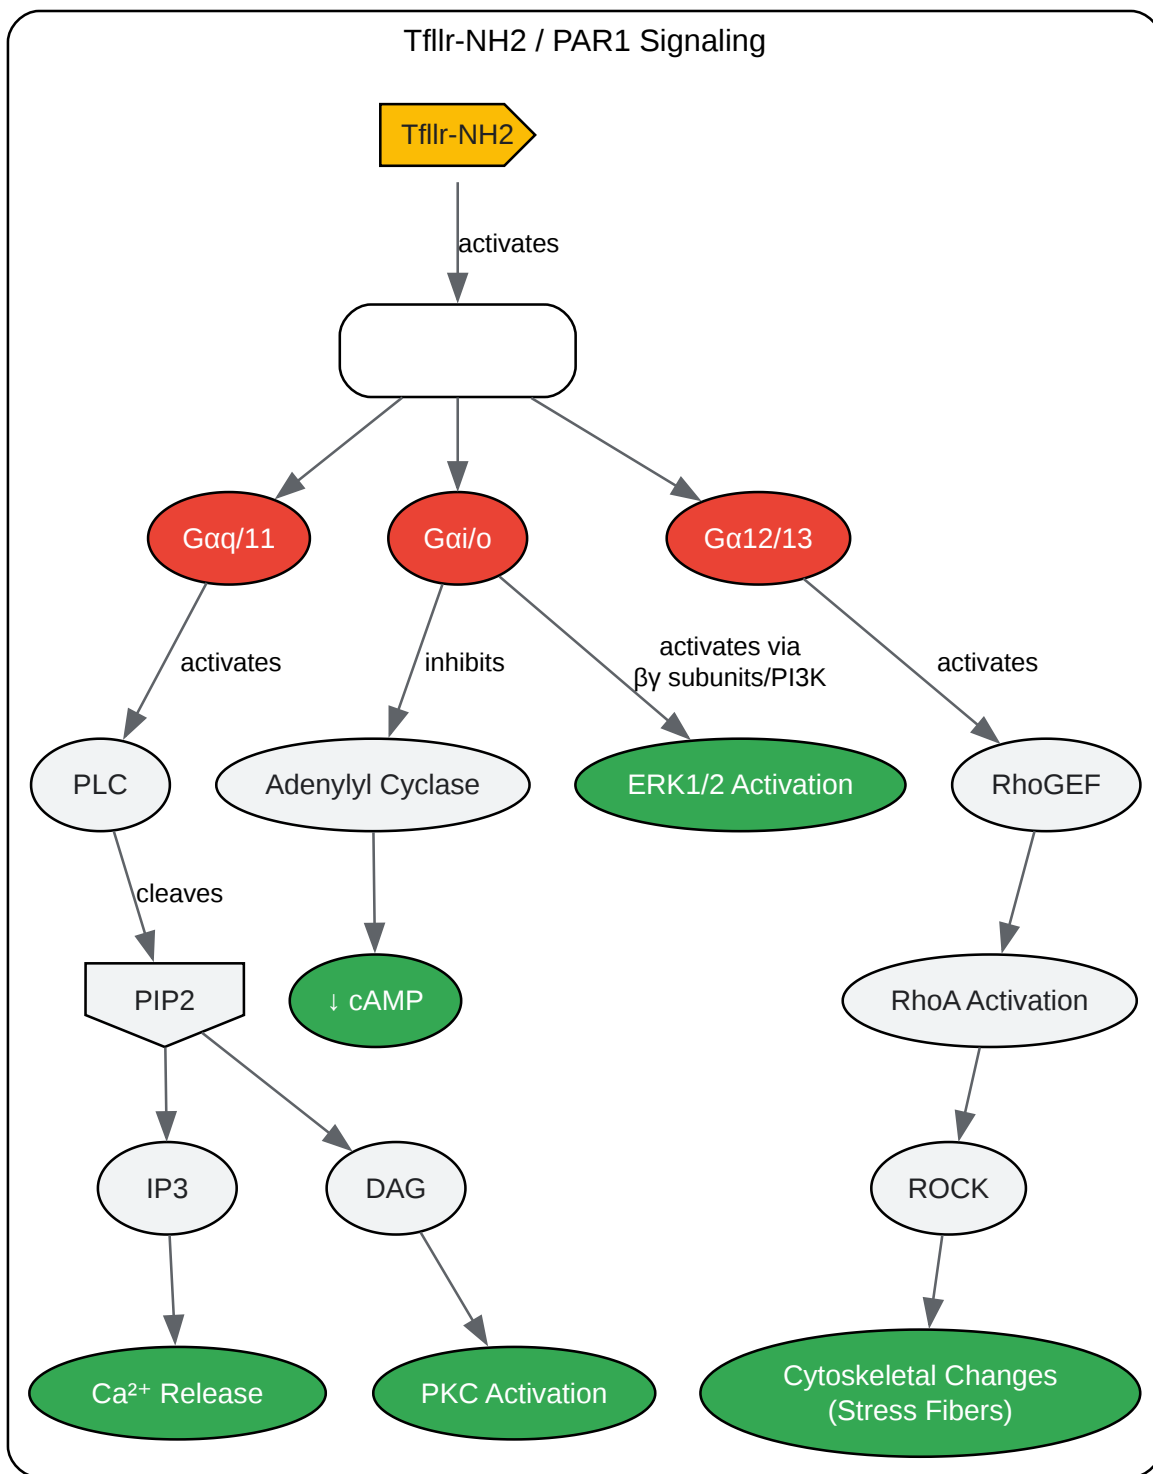 Tfllr-NH2 / PAR1 Signaling
Tfllr-NH2
activates
Gαq/11
Gαi/o
Gα12/13
activates
inhibits
activates via
βγ subunits/PI3K
activates
PLC
Adenylyl Cyclase
ERK1/2 Activation
RhoGEF
cleaves
PIP2
↓ cAMP
RhoA Activation
IP3
DAG
ROCK
Ca²⁺ Release
PKC Activation
Cytoskeletal Changes
(Stress Fibers)